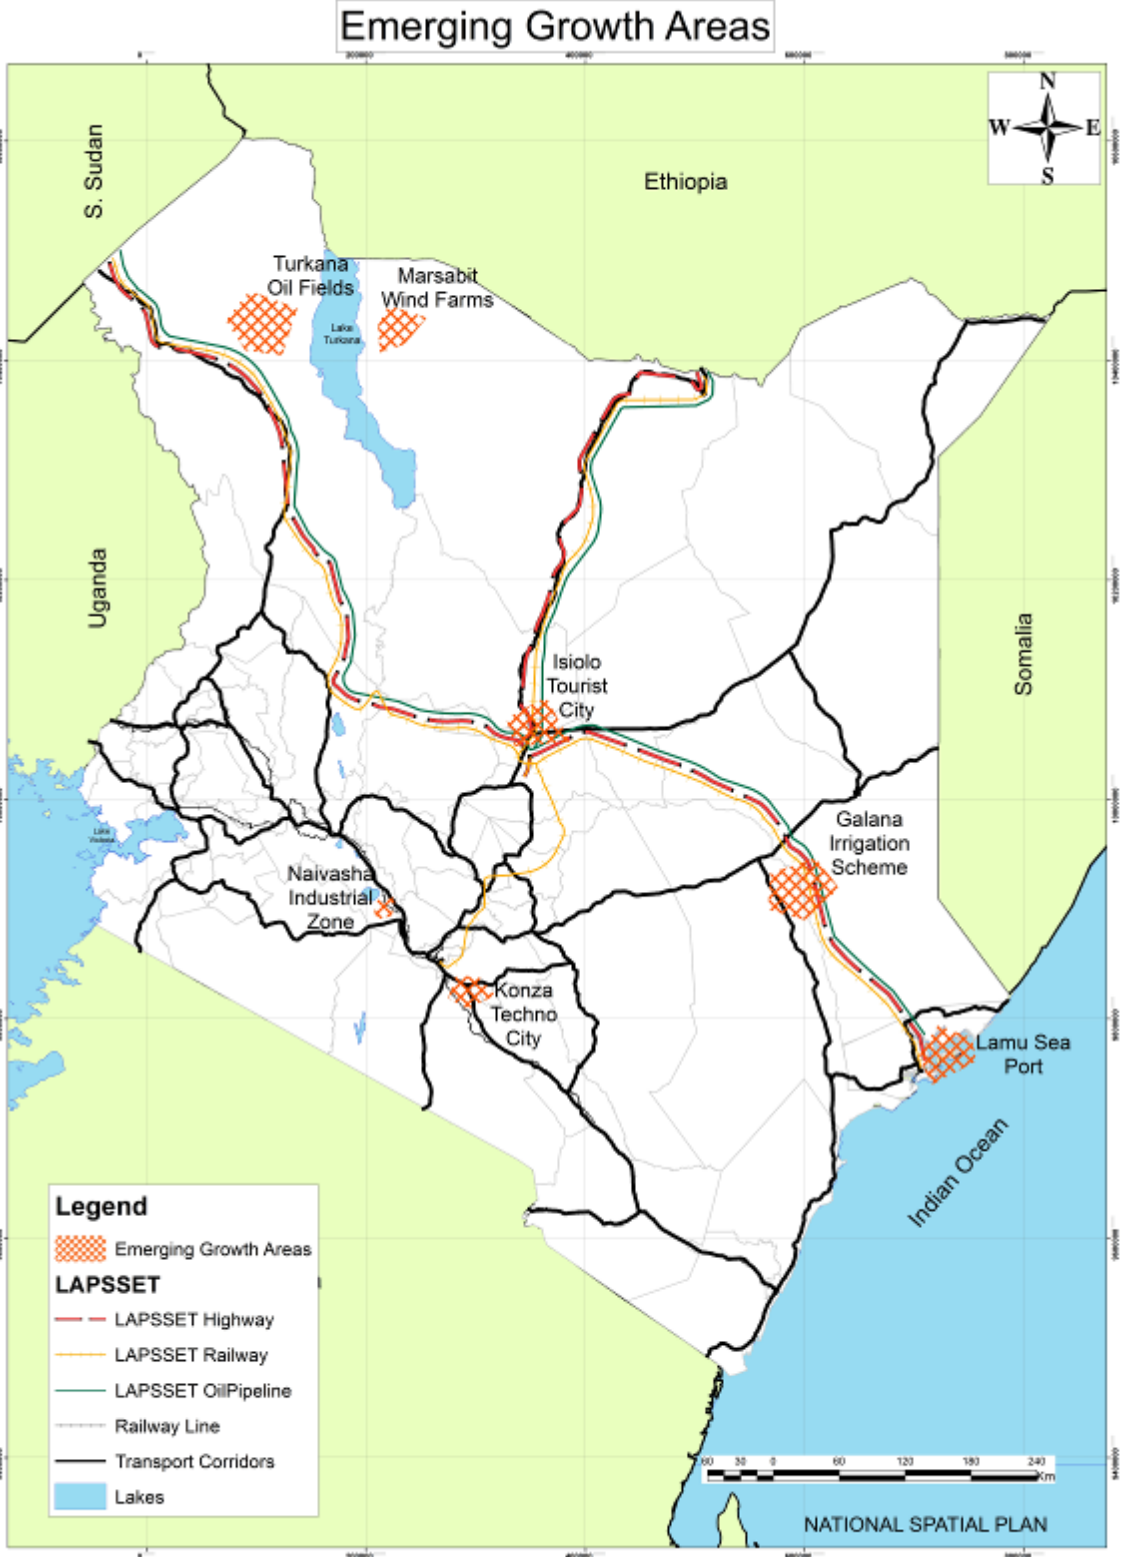 Emerging Growth Areas
N
W E
S
S. Sudan
Ethiopia
Turkana
Oil Fields
Marsabit
Wind Farms
Lake
Turkana
Uganda
Somalia
Isiolo
Tourist
City
Galana
Irrigation
Scheme
Lake
Victoria
Naivasha
Industrial
Zone
Konza
Techno
City
Lamu Sea
Port
Indian Ocean
Legend
Emerging Growth Areas
LAPSSET
LAPSSET Highway
LAPSSET Railway
LAPSSET OilPipeline
Railway Line
Transport Corridors
Lakes
60 30 0 60 120 180 240
Km
NATIONAL SPATIAL PLAN